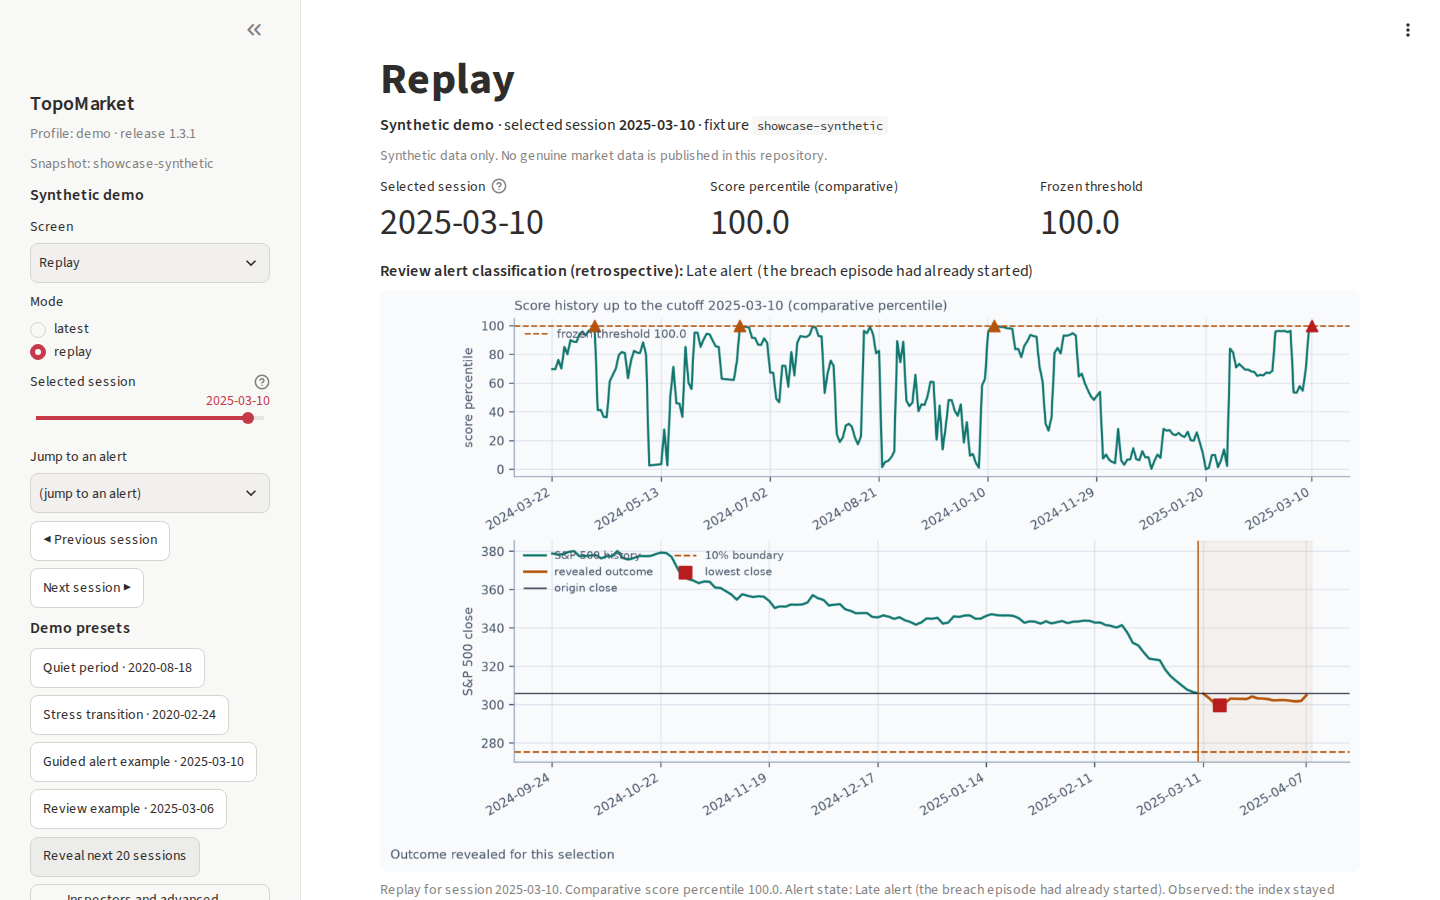 TopoMarket
Profile: demo · release 1.3.1
Snapshot: showcase-synthetic
Synthetic demo
Screen
Replay
Mode
latest
replay
Selected session
2025-03-10
Jump to an alert
(jump to an alert)
◂ Previous session
Next session ▸
Demo presets
Quiet period · 2020-08-18
Stress transition · 2020-02-24
Guided alert example · 2025-03-10
Review example · 2025-03-06
Reveal next 20 sessions
Inspectors and advanced
Replay
Synthetic demo · selected session 2025-03-10 · fixture showcase-synthetic
Synthetic data only. No genuine market data is published in this repository.
Selected session
2025-03-10
Score percentile (comparative)
100.0
Frozen threshold
100.0
Review alert classification (retrospective): Late alert (the breach episode had already started)
Score history up to the cutoff 2025-03-10 (comparative percentile)
score percentile
100
80
60
40
20
0
frozen threshold 100.0
2024-03-22
2024-05-13
2024-07-02
2024-08-21
2024-10-10
2024-11-29
2025-01-20
2025-03-10
S&P 500 close
380
360
340
320
300
280
S&P 500 history
revealed outcome
origin close
10% boundary
lowest close
2024-09-24
2024-10-22
2024-11-19
2024-12-17
2025-01-14
2025-02-11
2025-03-11
2025-04-07
Outcome revealed for this selection
Replay for session 2025-03-10. Comparative score percentile 100.0. Alert state: Late alert (the breach episode had already started). Observed: the index stayed